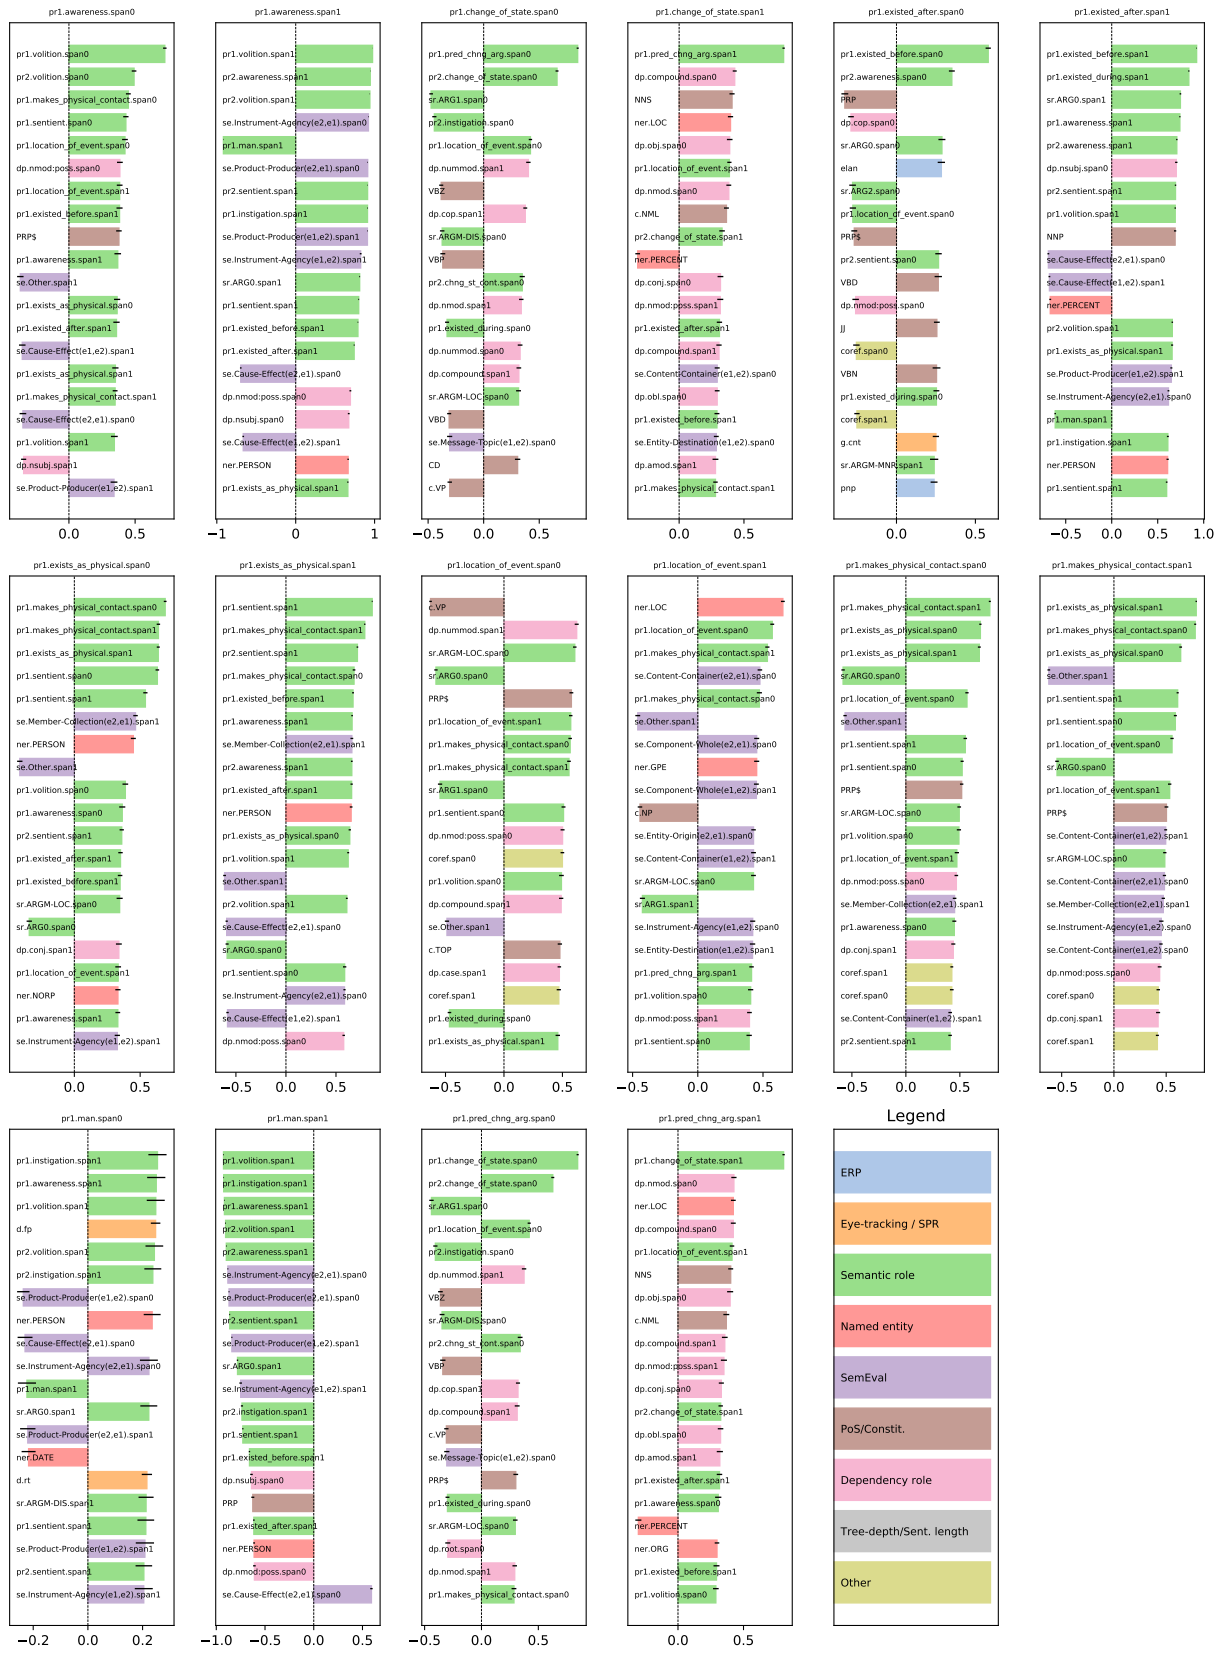 pr1.awareness.span0
pr1.volition.span0
pr2.volition.span0
pr1.makes_physical_contact.span0
pr1.sentient.span0
pr1.location_of_event.span0
dp.nmod:poss.span0
pr1.location_of_event.span1
pr1.existed_before.span1
PRP$
pr1.awareness.span1
se.Other.span1
pr1.exists_as_physical.span0
pr1.existed_after.span1
se.Cause-Effect(e1,e2).span1
pr1.exists_as_physical.span1
pr1.makes_physical_contact.span1
se.Cause-Effect(e2,e1).span0
pr1.volition.span1
dp.nsubj.span1
se.Product-Producer(e1,e2).span1
0.0 0.5
pr1.awareness.span1
pr1.volition.span1
pr2.awareness.span1
pr2.volition.span1
se.Instrument-Agency(e2,e1).span0
pr1.man.span1
se.Product-Producer(e2,e1).span0
pr2.sentient.span1
pr1.instigation.span1
se.Product-Producer(e1,e2).span1
se.Instrument-Agency(e1,e2).span1
sr.ARG0.span1
pr1.sentient.span1
pr1.existed_before.span1
pr1.existed_after.span1
se.Cause-Effect(e2,e1).span0
dp.nmod:poss.span0
dp.nsubj.span0
se.Cause-Effect(e1,e2).span1
ner.PERSON
pr1.exists_as_physical.span1
−1 0 1
pr1.change_of_state.span0
pr1.pred_chng_arg.span0
pr2.change_of_state.span0
sr.ARG1.span0
pr2.instigation.span0
pr1.location_of_event.span0
dp.nummod.span1
VBZ
dp.cop.span1
sr.ARGM-DIS.span0
VBP
pr2.chng_st_cont.span0
dp.nmod.span1
pr1.existed_during.span0
dp.nummod.span0
dp.compound.span1
sr.ARGM-LOC.span0
VBD
se.Message-Topic(e1,e2).span0
CD
c.VP
−0.5 0.0 0.5
pr1.change_of_state.span1
pr1.pred_chng_arg.span1
dp.compound.span0
NNS
ner.LOC
dp.obj.span0
pr1.location_of_event.span1
dp.nmod.span0
c.NML
pr2.change_of_state.span1
ner.PERCENT
dp.conj.span0
dp.nmod:poss.span1
pr1.existed_after.span1
dp.compound.span1
se.Content-Container(e1,e2).span0
dp.obl.span0
pr1.existed_before.span1
se.Entity-Destination(e1,e2).span0
dp.amod.span1
pr1.makes_physical_contact.span1
0.0 0.5
pr1.existed_after.span0
pr1.existed_before.span0
pr2.awareness.span0
PRP
dp.cop.span0
sr.ARG0.span0
elan
sr.ARG2.span0
pr1.location_of_event.span0
PRP$
pr2.sentient.span0
VBD
dp.nmod:poss.span0
JJ
coref.span0
VBN
pr1.existed_during.span0
coref.span1
g.cnt
sr.ARGM-MNR.span1
pnp
0.0 0.5
pr1.existed_after.span1
pr1.existed_before.span1
pr1.existed_during.span1
sr.ARG0.span1
pr1.awareness.span1
pr2.awareness.span1
dp.nsubj.span0
pr2.sentient.span1
pr1.volition.span1
NNP
se.Cause-Effect(e2,e1).span0
se.Cause-Effect(e1,e2).span1
ner.PERCENT
pr2.volition.span1
pr1.exists_as_physical.span1
se.Product-Producer(e1,e2).span1
se.Instrument-Agency(e1,e2).span0
pr1.man.span1
pr1.instigation.span1
ner.PERSON
pr1.sentient.span1
−0.5 0.0 0.5 1.0
pr1.exists_as_physical.span0
pr1.makes_physical_contact.span0
pr1.makes_physical_contact.span1
pr1.exists_as_physical.span1
pr1.sentient.span0
pr1.sentient.span1
se.Member-Collection(e2,e1).span1
ner.PERSON
se.Other.span1
pr1.volition.span0
pr1.awareness.span0
pr2.sentient.span1
pr1.existed_after.span1
pr1.existed_before.span1
sr.ARGM-LOC.span0
sr.ARG0.span0
dp.conj.span1
pr1.location_of_event.span1
ner.NORP
pr1.awareness.span1
se.Instrument-Agency(e1,e2).span1
0.0 0.5
pr1.exists_as_physical.span1
pr1.sentient.span1
pr1.makes_physical_contact.span1
pr2.sentient.span1
pr1.makes_physical_contact.span0
pr1.existed_before.span1
pr1.awareness.span1
se.Member-Collection(e2,e1).span1
pr2.awareness.span1
pr1.existed_after.span1
ner.PERSON
pr1.exists_as_physical.span0
pr1.volition.span1
se.Other.span1
pr2.volition.span1
se.Cause-Effect(e2,e1).span0
sr.ARG0.span0
pr1.sentient.span0
se.Instrument-Agency(e2,e1).span0
se.Cause-Effect(e1,e2).span1
dp.nmod:poss.span0
−0.5 0.0 0.5
pr1.location_of_event.span0
c.VP
dp.nummod.span1
sr.ARGM-LOC.span0
sr.ARG0.span0
PRP$
pr1.location_of_event.span1
pr1.makes_physical_contact.span0
pr1.makes_physical_contact.span1
sr.ARG1.span0
pr1.sentient.span0
dp.nmod:poss.span0
coref.span0
pr1.volition.span0
dp.compound.span1
se.Other.span1
c.TOP
dp.case.span1
coref.span1
pr1.existed_during.span0
pr1.exists_as_physical.span1
−0.5 0.0 0.5
pr1.location_of_event.span1
ner.LOC
pr1.location_of_event.span0
pr1.makes_physical_contact.span1
se.Content-Container(e2,e1).span0
pr1.makes_physical_contact.span0
se.Other.span1
se.Component-Whole(e2,e1).span0
ner.GPE
se.Component-Whole(e1,e2).span1
c.NP
se.Entity-Origin(e2,e1).span0
se.Content-Container(e1,e2).span1
sr.ARGM-LOC.span0
sr.ARG1.span1
se.Instrument-Agency(e1,e2).span0
se.Entity-Destination(e1,e2).span1
pr1.pred_chng_arg.span1
pr1.volition.span0
dp.nmod:poss.span1
pr1.sentient.span0
−0.5 0.0 0.5
pr1.makes_physical_contact.span0
pr1.makes_physical_contact.span1
pr1.exists_as_physical.span0
pr1.exists_as_physical.span1
sr.ARG0.span0
pr1.location_of_event.span0
se.Other.span1
pr1.sentient.span1
pr1.sentient.span0
PRP$
sr.ARGM-LOC.span0
pr1.volition.span0
pr1.location_of_event.span1
dp.nmod:poss.span0
se.Member-Collection(e2,e1).span1
pr1.awareness.span0
dp.conj.span1
coref.span1
coref.span0
se.Content-Container(e1,e2).span1
pr2.sentient.span1
−0.5 0.0 0.5
pr1.makes_physical_contact.span1
pr1.exists_as_physical.span1
pr1.makes_physical_contact.span0
pr1.exists_as_physical.span0
se.Other.span1
pr1.sentient.span1
pr1.sentient.span0
pr1.location_of_event.span0
sr.ARG0.span0
pr1.location_of_event.span1
PRP$
se.Content-Container(e1,e2).span1
sr.ARGM-LOC.span0
se.Content-Container(e2,e1).span0
se.Member-Collection(e2,e1).span1
se.Instrument-Agency(e1,e2).span0
se.Content-Container(e1,e2).span0
dp.nmod:poss.span0
coref.span0
dp.conj.span1
coref.span1
−0.5 0.0 0.5
pr1.man.span0
pr1.instigation.span1
pr1.awareness.span1
pr1.volition.span1
d.fp
pr2.volition.span1
pr2.instigation.span1
se.Product-Producer(e1,e2).span0
ner.PERSON
se.Cause-Effect(e2,e1).span0
se.Instrument-Agency(e2,e1).span0
pr1.man.span1
sr.ARG0.span1
se.Product-Producer(e2,e1).span1
ner.DATE
d.rt
sr.ARGM-DIS.span1
pr1.sentient.span1
se.Product-Producer(e1,e2).span1
pr2.sentient.span1
se.Instrument-Agency(e1,e2).span1
−0.2 0.0 0.2
pr1.man.span1
pr1.volition.span1
pr1.instigation.span1
pr1.awareness.span1
pr2.volition.span1
pr2.awareness.span1
se.Instrument-Agency(e2,e1).span0
se.Product-Producer(e2,e1).span0
pr2.sentient.span1
se.Product-Producer(e1,e2).span1
sr.ARG0.span1
se.Instrument-Agency(e1,e2).span1
pr2.instigation.span1
pr1.sentient.span1
pr1.existed_before.span1
dp.nsubj.span0
PRP
pr1.existed_after.span1
ner.PERSON
dp.nmod:poss.span0
se.Cause-Effect(e2,e1).span0
−1.0 −0.5 0.0 0.5
pr1.pred_chng_arg.span0
pr1.change_of_state.span0
pr2.change_of_state.span0
sr.ARG1.span0
pr1.location_of_event.span0
pr2.instigation.span0
dp.nummod.span1
VBZ
sr.ARGM-DIS.span0
pr2.chng_st_cont.span0
VBP
dp.cop.span1
dp.compound.span1
c.VP
se.Message-Topic(e1,e2).span0
PRP$
pr1.existed_during.span0
sr.ARGM-LOC.span0
dp.root.span0
dp.nmod.span1
pr1.makes_physical_contact.span0
−0.5 0.0 0.5
pr1.pred_chng_arg.span1
pr1.change_of_state.span1
dp.nmod.span0
ner.LOC
dp.compound.span0
pr1.location_of_event.span1
NNS
dp.obj.span0
c.NML
dp.compound.span1
dp.nmod:poss.span1
dp.conj.span0
pr2.change_of_state.span1
dp.obl.span0
dp.amod.span1
pr1.existed_after.span1
pr1.awareness.span0
ner.PERCENT
ner.ORG
pr1.existed_before.span1
pr1.volition.span0
0.0 0.5
Legend
ERP
Eye-tracking / SPR
Semantic role
Named entity
SemEval
PoS/Constit.
Dependency role
Tree-depth/Sent. length
Other